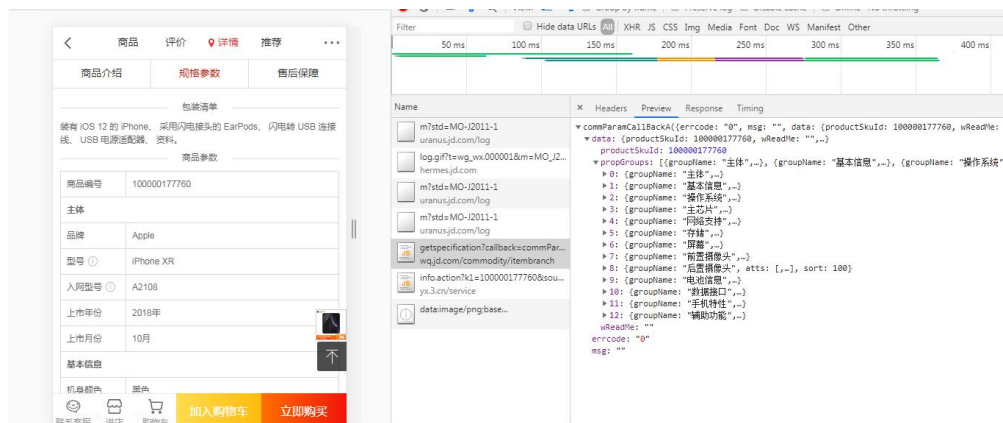 商品 评价 详情 推荐 ...
商品介绍 规格参数 售后保障
包装清单
装有 iOS 12 的 iPhone、 采用闪电接头的 EarPods、 闪电转 USB 连接
线、 USB 电源适配器、 资料。
商品参数
商品编号 100000177760
主体
品牌 Apple
型号 iPhone XR
入网型号 A2108
上市年份 2018年
上市月份 10月
基本信息
机身颜色 黑色
联系客服 进店 购物车 加入购物车 立即购买
Filter Hide data URLs All XHR JS CSS Img Media Font Doc WS Manifest Other
50 ms 100 ms 150 ms 200 ms 250 ms 300 ms 350 ms 400 ms
Name × Headers Preview Response Timing
m?std=MO-J2011-1
uranus.jd.com/log
log.gif?t=wg_wx.000001&m=MO_J2...
hermes.jd.com
m?std=MO-J2011-1
uranus.jd.com/log
m?std=MO-J2011-1
uranus.jd.com/log
getspecification?callback=commPar...
wq.jd.com/commodity/itembranch
info.action?k1=100000177760&sou...
yx.3.cn/service
data:image/png;base...
▼commParamCallBackA({errcode: "0", msg: "", data: {productSkuId: 100000177760, wReadMe:
▼data: {productSkuId: 100000177760, wReadMe: "",…}
productSkuId: 100000177760
▼propGroups: [{groupName: "主体",…}, {groupName: "基本信息",…}, {groupName: "操作系统"
▶0: {groupName: "主体",…}
▶1: {groupName: "基本信息",…}
▶2: {groupName: "操作系统",…}
▶3: {groupName: "主芯片",…}
▶4: {groupName: "网络支持",…}
▶5: {groupName: "存储",…}
▶6: {groupName: "屏幕",…}
▶7: {groupName: "前置摄像头",…}
▶8: {groupName: "后置摄像头", atts: [,…], sort: 100}
▶9: {groupName: "电池信息",…}
▶10: {groupName: "数据接口",…}
▶11: {groupName: "手机特性",…}
▶12: {groupName: "辅助功能",…}
wReadMe: ""
errcode: "0"
msg: ""